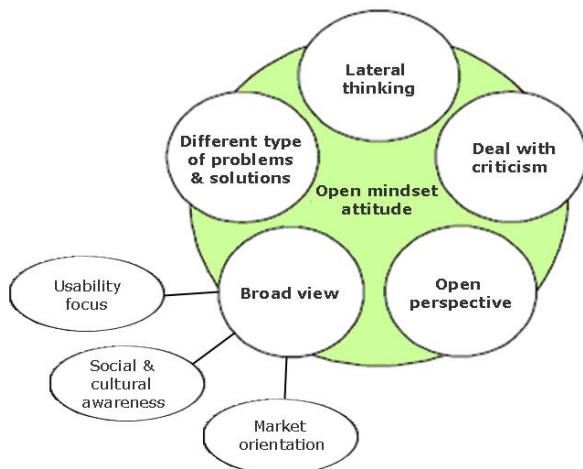 Lateral
thinking
Different type
of problems
& solutions
Deal with
criticism
Open mindset
attitude
Broad view
Open
perspective
Usability
focus
Social &
cultural
awareness
Market
orientation